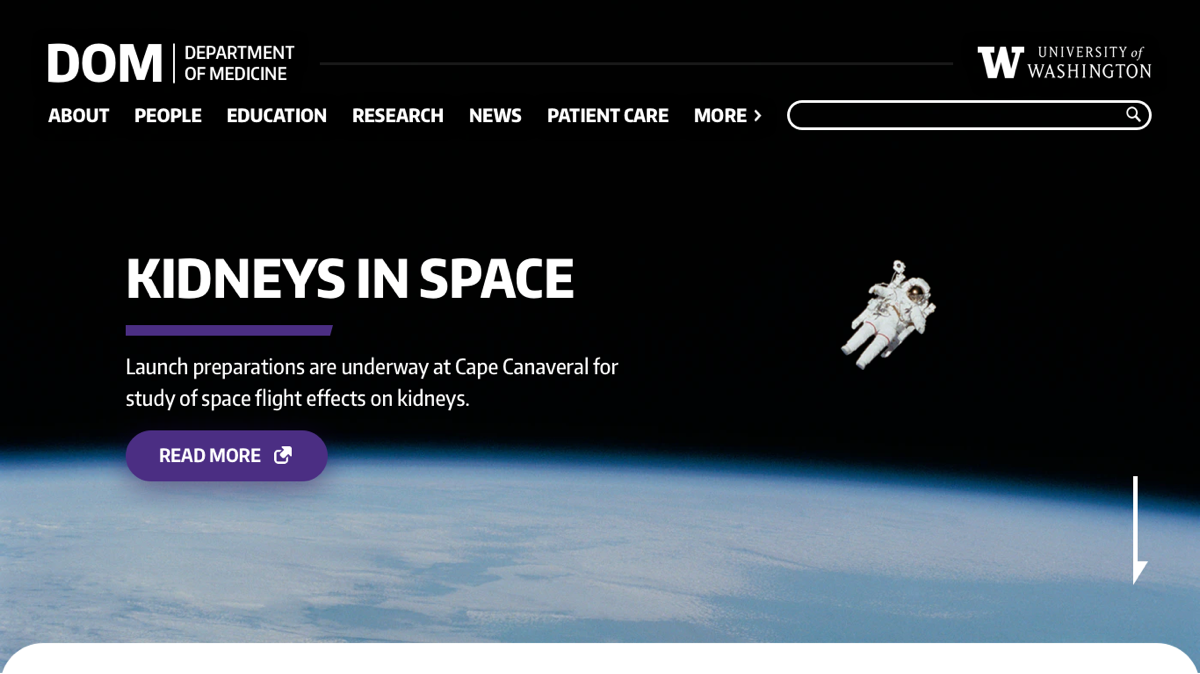 DOM
DEPARTMENT
OF MEDICINE
W
UNIVERSITY of
WASHINGTON
ABOUT PEOPLE EDUCATION RESEARCH NEWS PATIENT CARE MORE
KIDNEYS IN SPACE
Launch preparations are underway at Cape Canaveral for
study of space flight effects on kidneys.
READ MORE